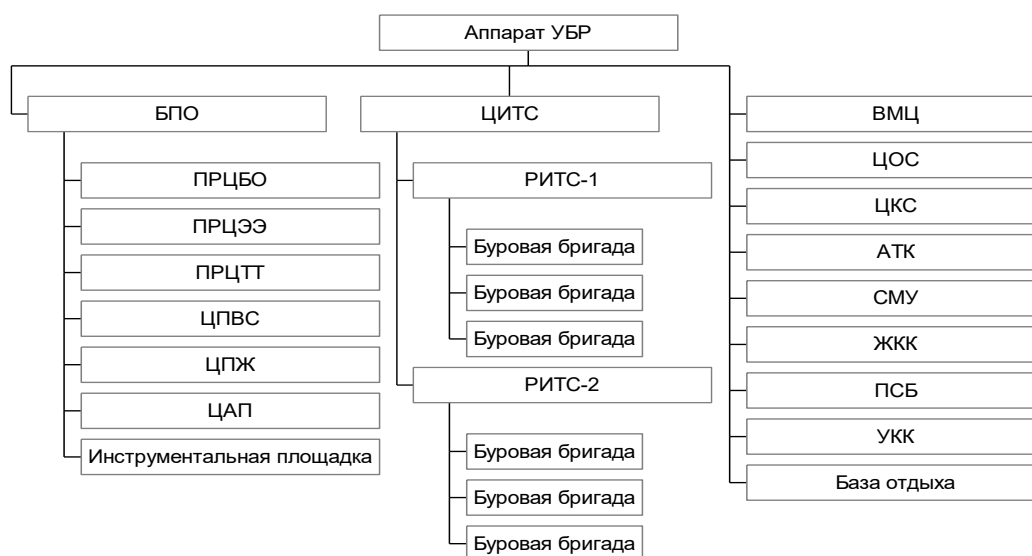 Аппарат УБР
БПО
ПРЦБО
ПРЦЭЭ
ПРЦТТ
ЦПВС
ЦПЖ
ЦАП
Инструментальная площадка
ЦИТС
РИТС-1
Буровая бригада
Буровая бригада
Буровая бригада
РИТС-2
Буровая бригада
Буровая бригада
Буровая бригада
ВМЦ
ЦОС
ЦКС
АТК
СМУ
ЖКК
ПСБ
УКК
База отдыха